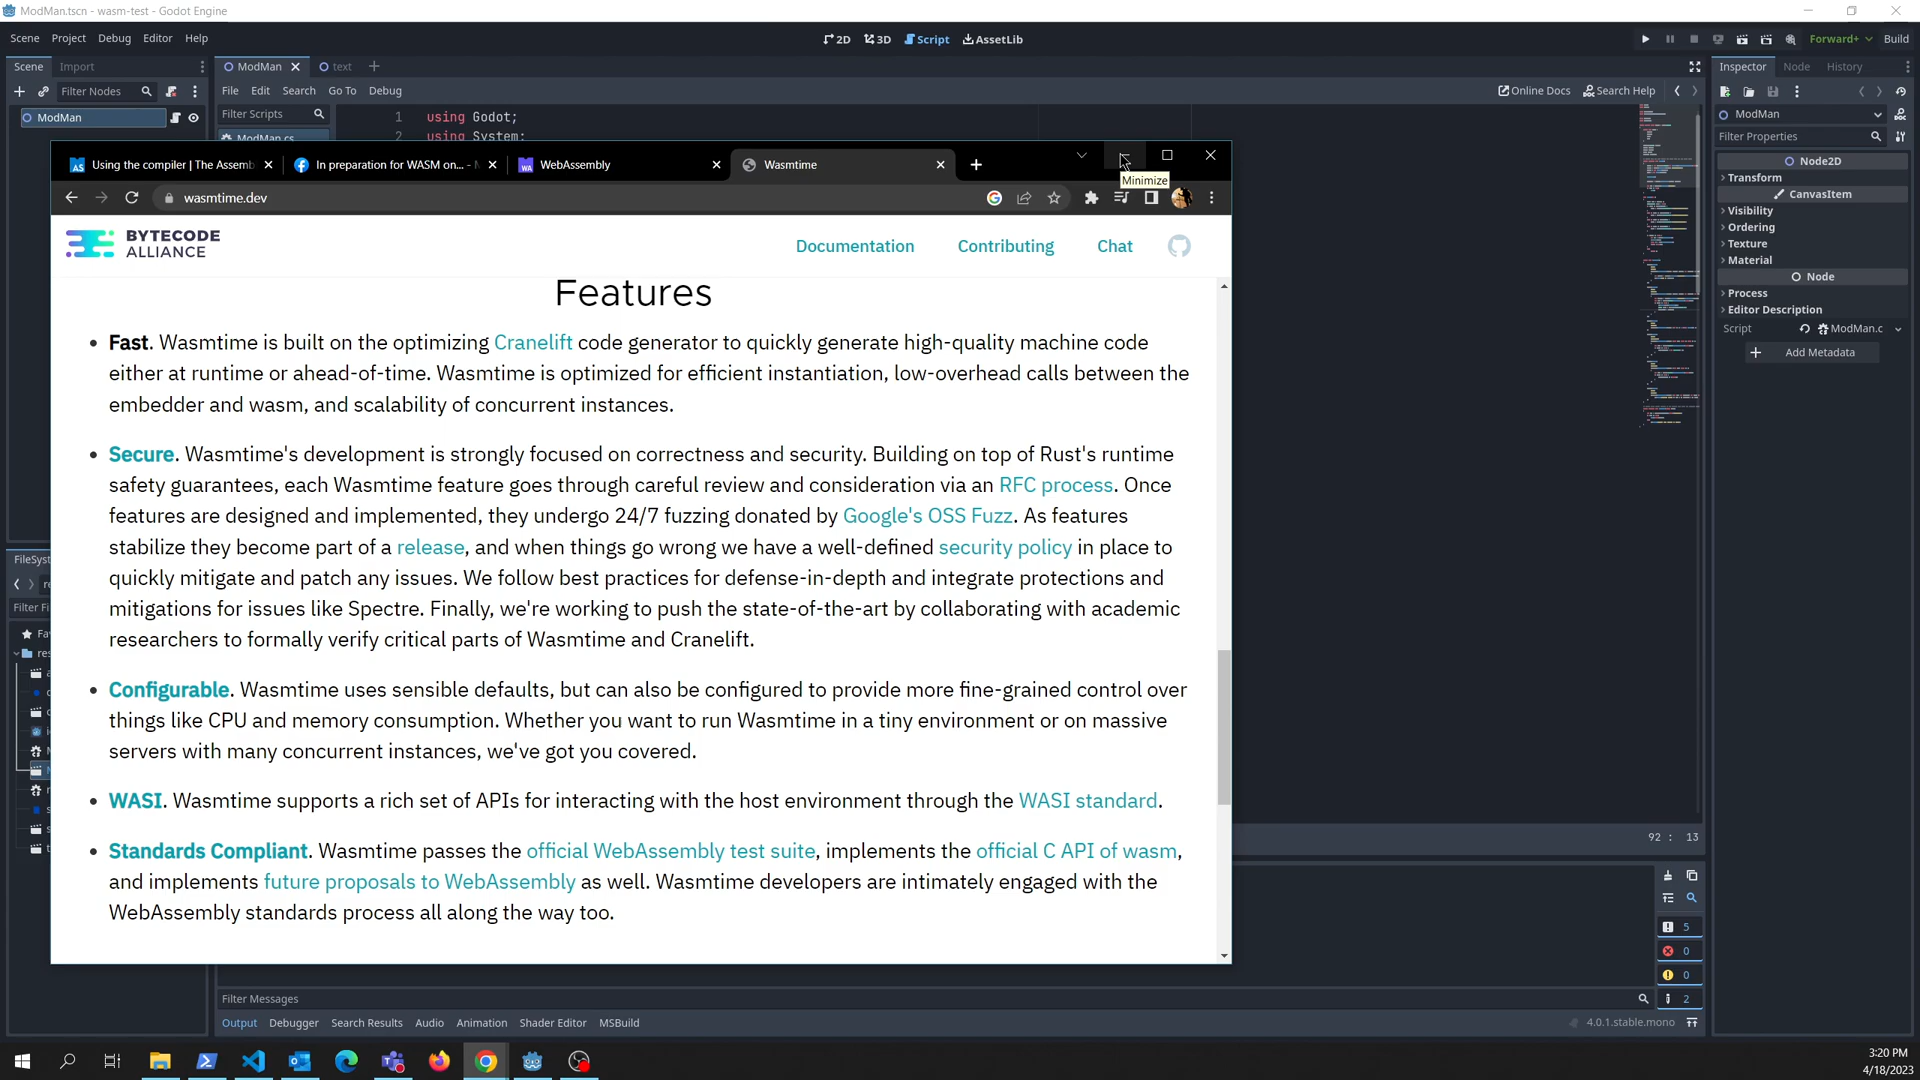 ModMan.tscn - wasm-test - Godot Engine
Scene Project Debug Editor Help
2D 3D Script AssetLib
Forward+ Build
Scene Import
ModMan text
Inspector Node History
Filter Nodes
File Edit Search Go To Debug
Online Docs Search Help
ModMan
Filter Scripts
1 using Godot;
2 using System;
ModMan.cs
ModMan
Filter Properties
Node2D
Transform
CanvasItem
Visibility
Ordering
Texture
Material
Node
Process
Editor Description
Script ModMan.c
Add Metadata
Using the compiler | The Assemb
In preparation for WASM on... -
WebAssembly
Wasmtime
Minimize
wasmtime.dev
BYTECODE
ALLIANCE
Documentation Contributing Chat
Features
• Fast. Wasmtime is built on the optimizing Cranelift code generator to quickly generate high-quality machine code
either at runtime or ahead-of-time. Wasmtime is optimized for efficient instantiation, low-overhead calls between the
embedder and wasm, and scalability of concurrent instances.
• Secure. Wasmtime's development is strongly focused on correctness and security. Building on top of Rust's runtime
safety guarantees, each Wasmtime feature goes through careful review and consideration via an RFC process. Once
features are designed and implemented, they undergo 24/7 fuzzing donated by Google's OSS Fuzz. As features
stabilize they become part of a release, and when things go wrong we have a well-defined security policy in place to
quickly mitigate and patch any issues. We follow best practices for defense-in-depth and integrate protections and
mitigations for issues like Spectre. Finally, we're working to push the state-of-the-art by collaborating with academic
researchers to formally verify critical parts of Wasmtime and Cranelift.
• Configurable. Wasmtime uses sensible defaults, but can also be configured to provide more fine-grained control over
things like CPU and memory consumption. Whether you want to run Wasmtime in a tiny environment or on massive
servers with many concurrent instances, we've got you covered.
• WASI. Wasmtime supports a rich set of APIs for interacting with the host environment through the WASI standard.
• Standards Compliant. Wasmtime passes the official WebAssembly test suite, implements the official C API of wasm,
and implements future proposals to WebAssembly as well. Wasmtime developers are intimately engaged with the
WebAssembly standards process all along the way too.
FileSyst
Filter Fi
Fav
res
92 : 13
5
0
0
2
Filter Messages
Output Debugger Search Results Audio Animation Shader Editor MSBuild
4.0.1.stable.mono
3:20 PM
4/18/2023